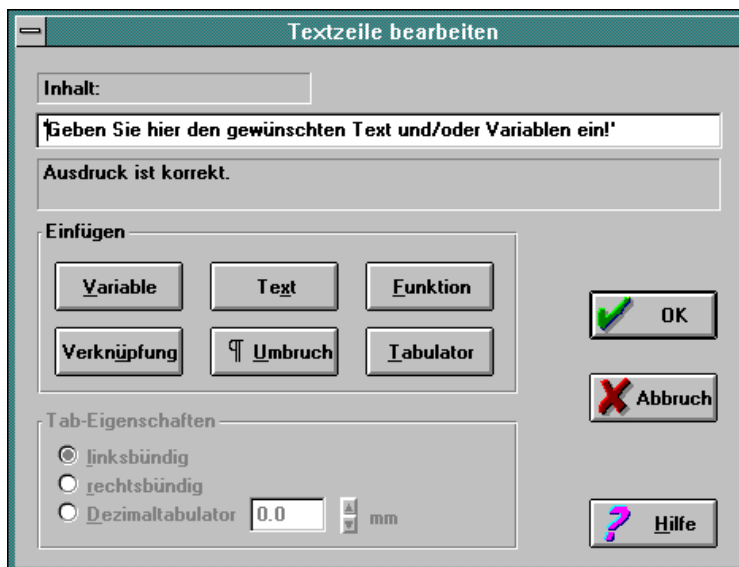 Textzeile bearbeiten
Inhalt:
'Geben Sie hier den gewünschten Text und/oder Variablen ein!'
Ausdruck ist korrekt.
Einfügen
Variable Text Funktion
OK
Verknüpfung ¶ Umbruch Tabulator
Abbruch
Tab-Eigenschaften
linksbündig
rechtsbündig
Dezimaltabulator 0.0 mm
Hilfe